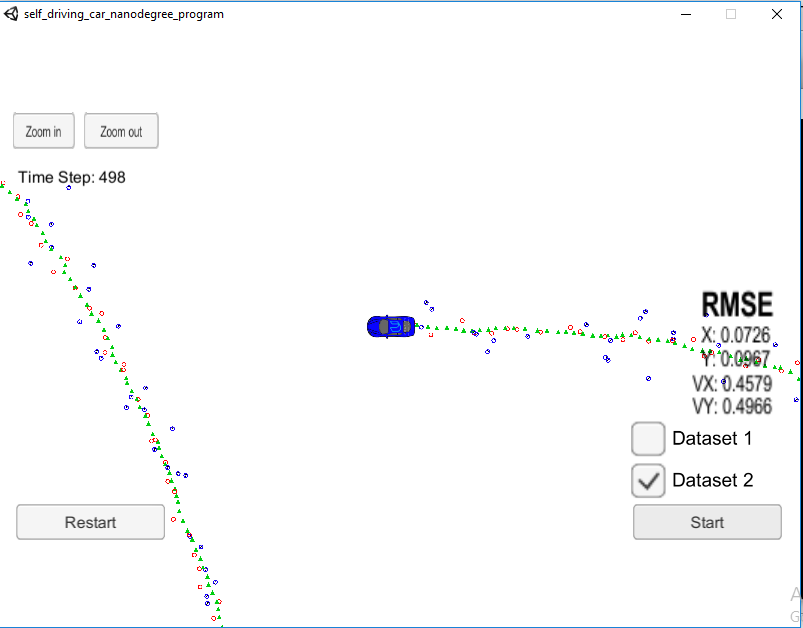 self_driving_car_nanodegree_program
Zoom in
Zoom out
Time Step: 498
RMSE
X: 0.0726
Y: 0.0967
VX: 0.4579
VY: 0.4966
Dataset 1
Dataset 2
Restart
Start